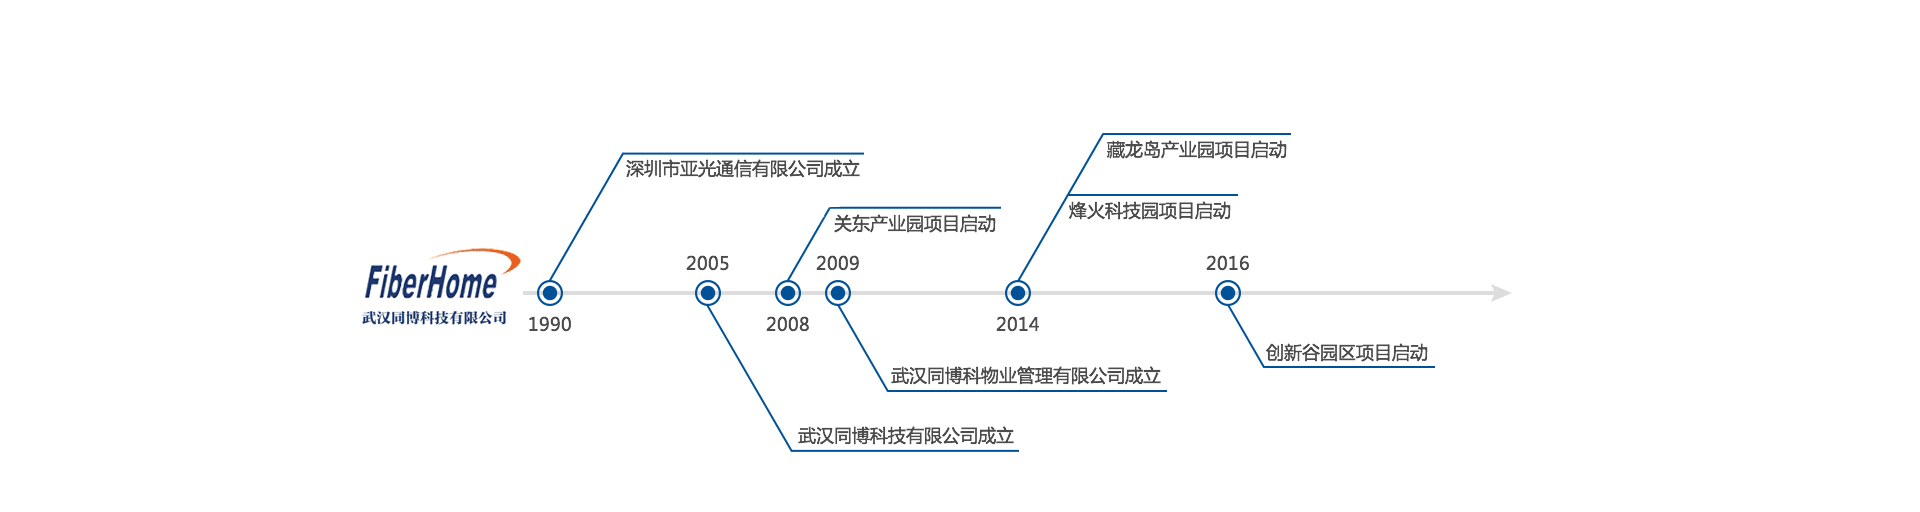 藏龙岛产业园项目启动
深圳市亚光通信有限公司成立
烽火科技园项目启动
关东产业园项目启动
2005
2009
2016
FiberHome
武汉同博科技有限公司
1990
2008
2014
创新谷园区项目启动
武汉同博科物业管理有限公司成立
武汉同博科技有限公司成立